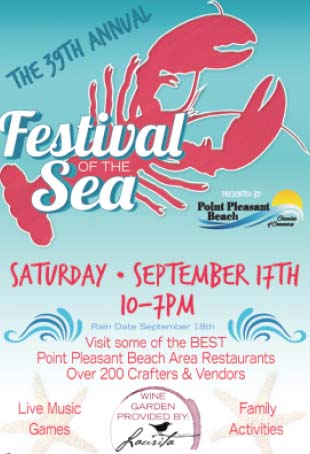 THE 39TH ANNUAL
Festival
OF THE
Sea
PRESENTED BY:
Point Pleasant
Beach
Chamber
of Commerce
SATURDAY • SEPTEMBER 17TH
10-7PM
Rain Date September 18th
Visit some of the BEST
Point Pleasant Beach Area Restaurants
Over 200 Crafters & Vendors
Live Music
Games
WINE
GARDEN
PROVIDED BY:
Laurita
Family
Activities